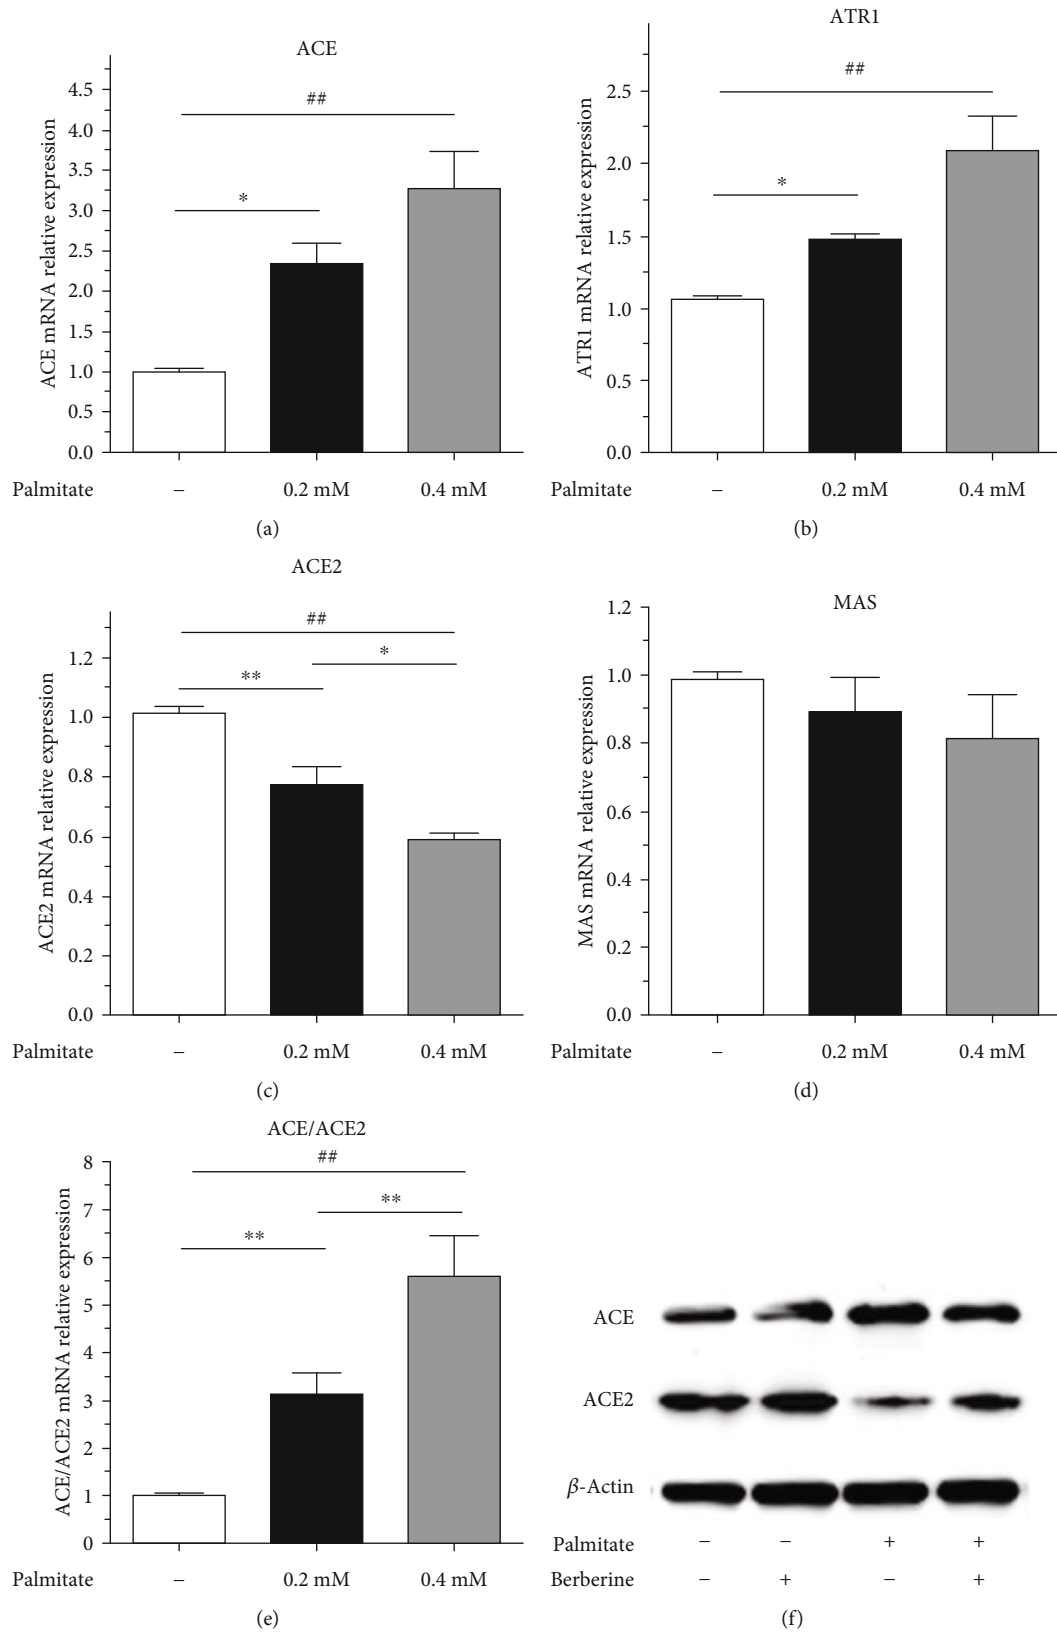 ACE
##
*
ACE mRNA relative expression
4.5
4.0
3.5
3.0
2.5
2.0
1.5
1.0
0.5
0.0
Palmitate – 0.2 mM 0.4 mM
(a)
ATR1
##
*
ATR1 mRNA relative expression
2.5
2.0
1.5
1.0
0.5
0.0
Palmitate – 0.2 mM 0.4 mM
(b)
ACE2
##
*
**
ACE2 mRNA relative expression
1.2
1.0
0.8
0.6
0.4
0.2
0.0
Palmitate – 0.2 mM 0.4 mM
(c)
MAS
MAS mRNA relative expression
1.2
1.0
0.8
0.6
0.4
0.2
0.0
Palmitate – 0.2 mM 0.4 mM
(d)
ACE/ACE2
##
**
**
ACE/ACE2 mRNA relative expression
8
7
6
5
4
3
2
1
0
Palmitate – 0.2 mM 0.4 mM
(e)
ACE
ACE2
β-Actin
Palmitate – – + +
Berberine – + – +
(f)